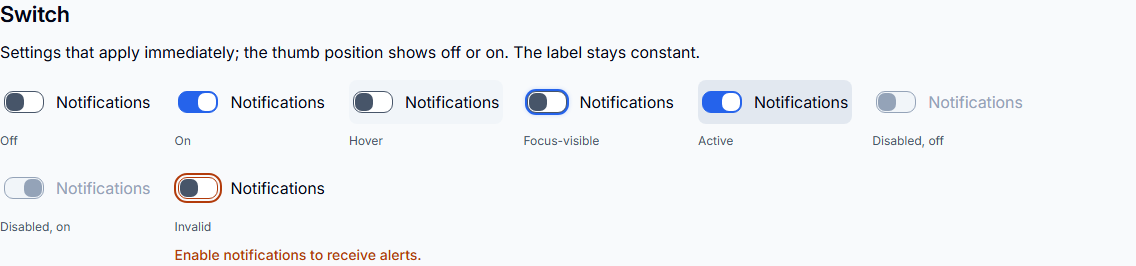 Switch
Settings that apply immediately; the thumb position shows off or on. The label stays constant.
Notifications Notifications Notifications Notifications Notifications Notifications
Off On Hover Focus-visible Active Disabled, off
Notifications Notifications
Disabled, on Invalid
Enable notifications to receive alerts.